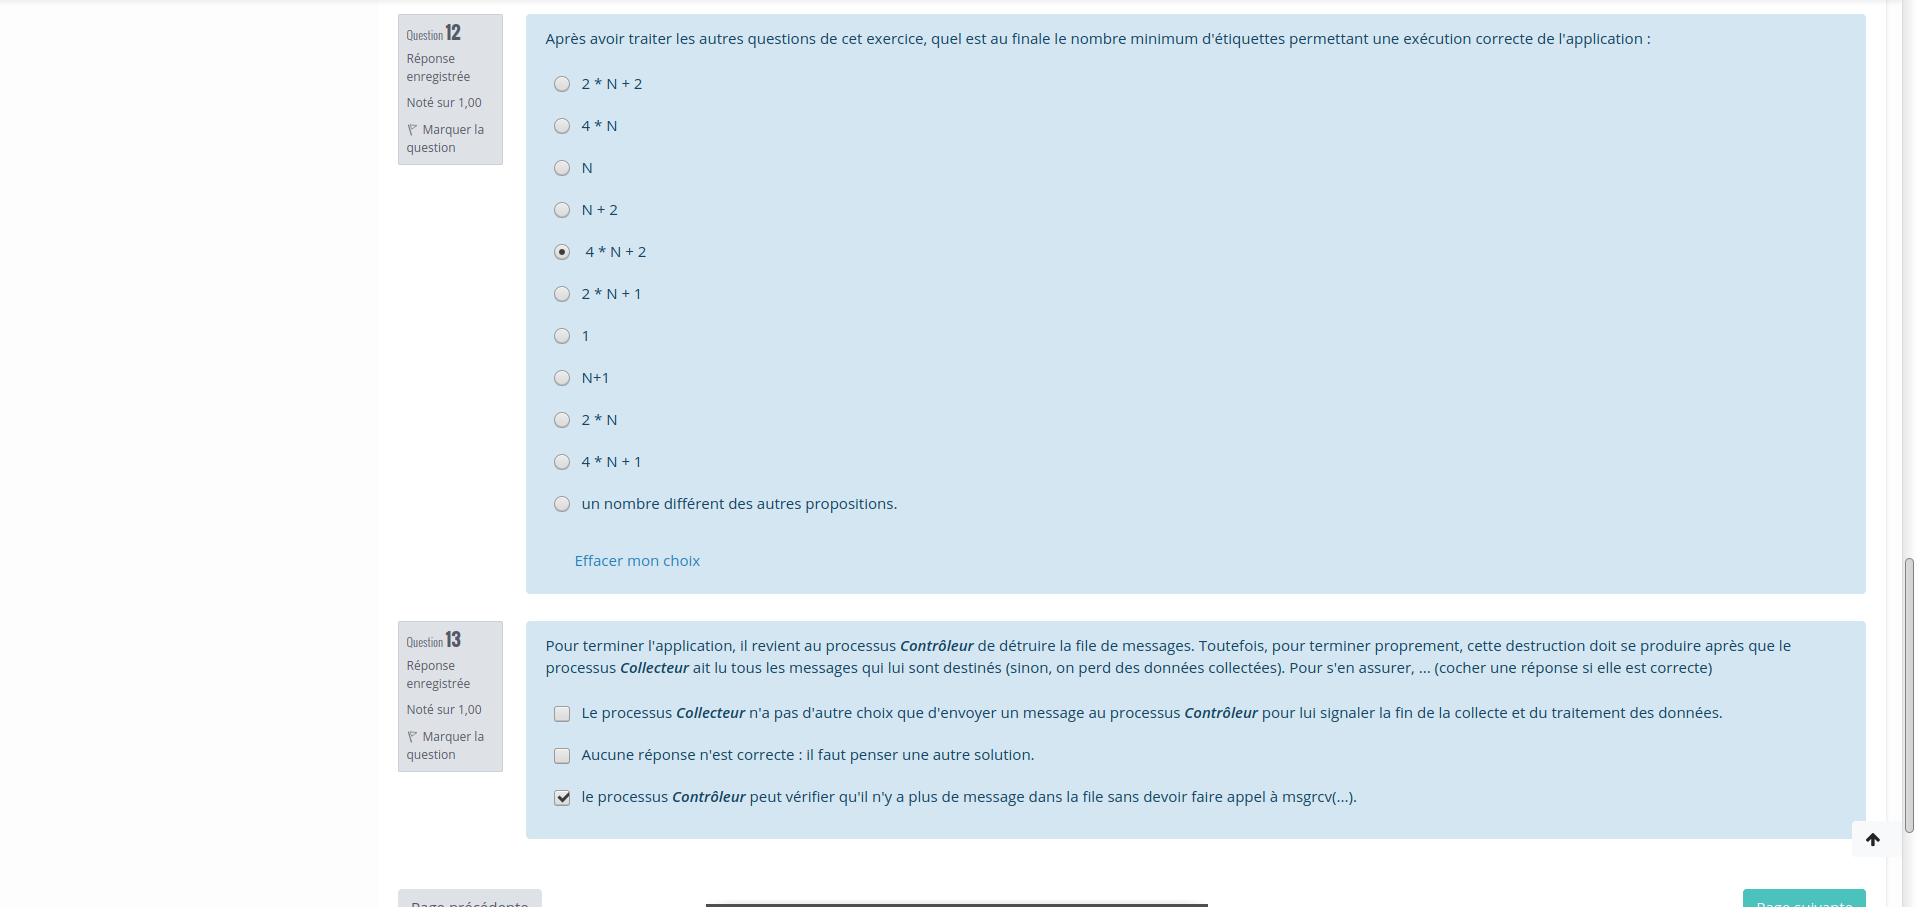 Question 12
Réponse
enregistrée
Noté sur 1,00
Marquer la
question
Après avoir traiter les autres questions de cet exercice, quel est au finale le nombre minimum d'étiquettes permettant une exécution correcte de l'application :
2 * N + 2
4 * N
N
N + 2
4 * N + 2
2 * N + 1
1
N+1
2 * N
4 * N + 1
un nombre différent des autres propositions.
Effacer mon choix
Question 13
Réponse
enregistrée
Noté sur 1,00
Marquer la
question
Pour terminer l'application, il revient au processus Contrôleur de détruire la file de messages. Toutefois, pour terminer proprement, cette destruction doit se produire après que le
processus Collecteur ait lu tous les messages qui lui sont destinés (sinon, on perd des données collectées). Pour s'en assurer, ... (cocher une réponse si elle est correcte)
Le processus Collecteur n'a pas d'autre choix que d'envoyer un message au processus Contrôleur pour lui signaler la fin de la collecte et du traitement des données.
Aucune réponse n'est correcte : il faut penser une autre solution.
le processus Contrôleur peut vérifier qu'il n'y a plus de message dans la file sans devoir faire appel à msgrcv(...).
Page précédente
Page suivante